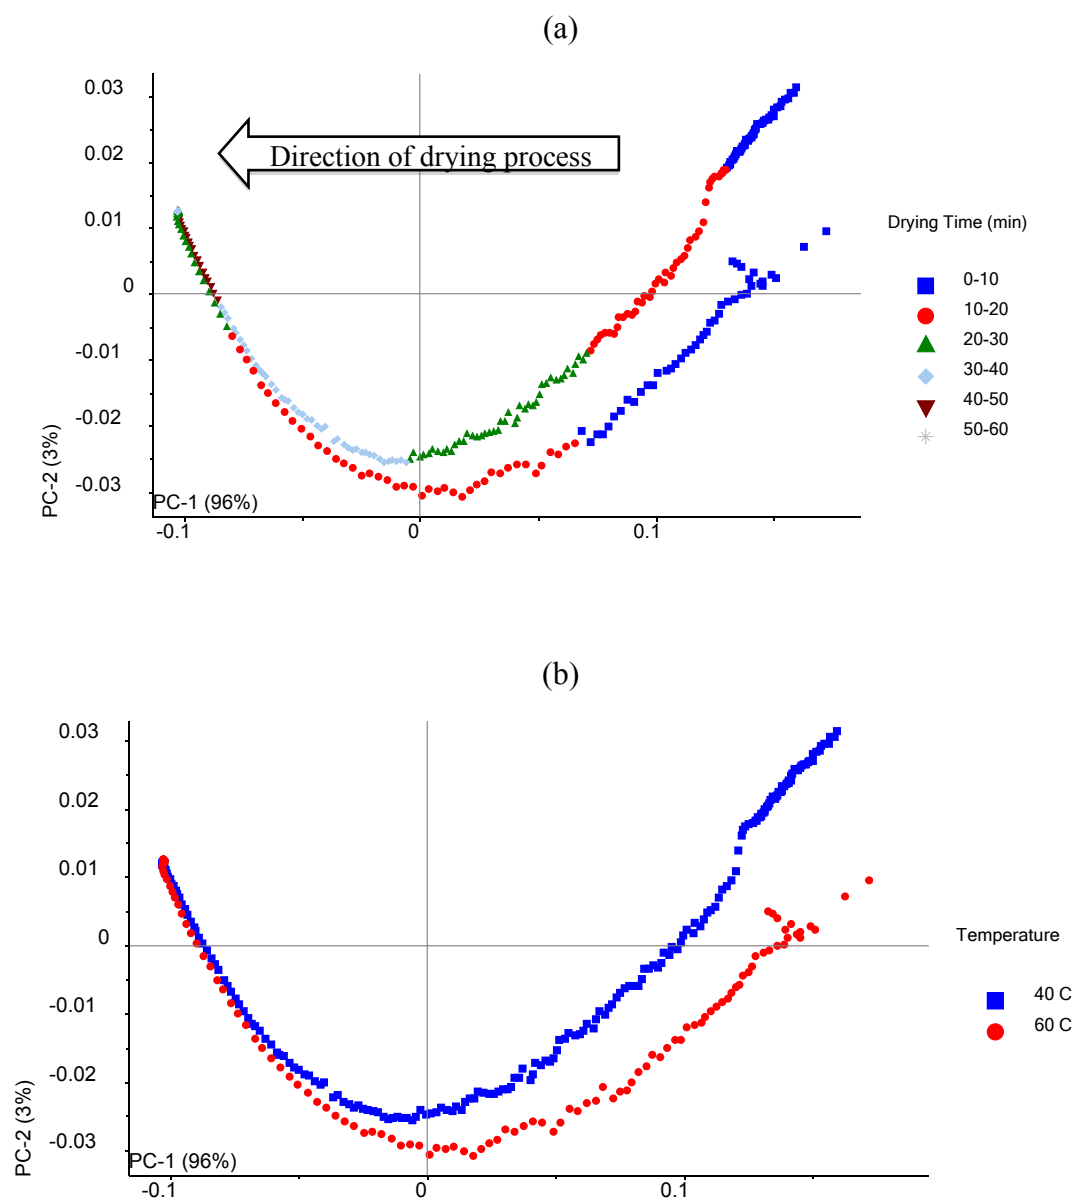 (a)
0.03
0.02
0.01
0
-0.01
-0.02
-0.03
PC-2 (3%)
Direction of drying process
PC-1 (96%)
-0.1
0
0.1
Drying Time (min)
0-10
10-20
20-30
30-40
40-50
50-60
(b)
0.03
0.02
0.01
0
-0.01
-0.02
-0.03
PC-2 (3%)
PC-1 (96%)
-0.1
0
0.1
Temperature
40 C
60 C